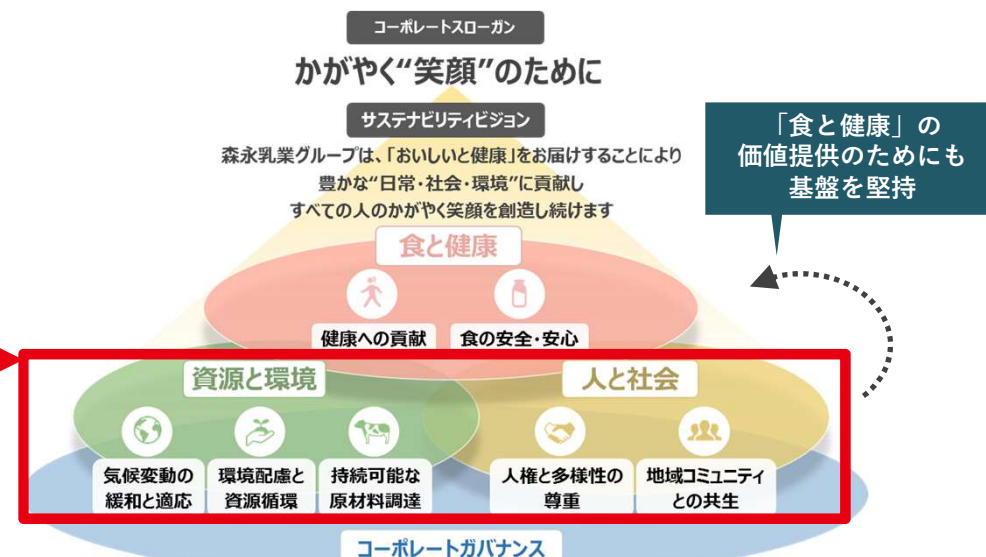 コーポレートスローガン
かがやく“笑顔”のために
サステナビリティビジョン
森永乳業グループは、「おいしいと健康」をお届けすることにより
豊かな“日常・社会・環境”に貢献し
すべての人のかがやく笑顔を創造し続けます
「食と健康」の
価値提供のためにも
基盤を堅持
食と健康
健康への貢献
食の安全・安心
資源と環境
気候変動の
緩和と適応
環境配慮と
資源循環
持続可能な
原材料調達
人と社会
人権と多様性の
尊重
地域コミュニティ
との共生
コーポレートガバナンス